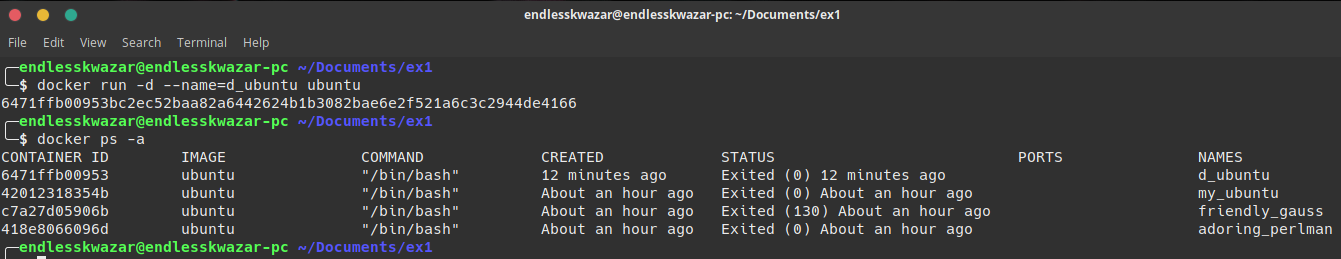 endlesskwazar@endlesskwazar-pc: ~/Documents/ex1
File Edit View Search Terminal Help
╭─endlesskwazar@endlesskwazar-pc ~/Documents/ex1
╰─$ docker run -d --name=d_ubuntu ubuntu
6471ffb00953bc2ec52baa82a6442624b1b3082bae6e2f521a6c3c2944de4166
╭─endlesskwazar@endlesskwazar-pc ~/Documents/ex1
╰─$ docker ps -a
CONTAINER ID        IMAGE               COMMAND             CREATED             STATUS                           PORTS               NAMES
6471ffb00953        ubuntu              "/bin/bash"         12 minutes ago      Exited (0) 12 minutes ago                            d_ubuntu
42012318354b        ubuntu              "/bin/bash"         About an hour ago   Exited (0) About an hour ago                         my_ubuntu
c7a27d05906b        ubuntu              "/bin/bash"         About an hour ago   Exited (130) About an hour ago                       friendly_gauss
418e8066096d        ubuntu              "/bin/bash"         About an hour ago   Exited (0) About an hour ago                         adoring_perlman
╭─endlesskwazar@endlesskwazar-pc ~/Documents/ex1